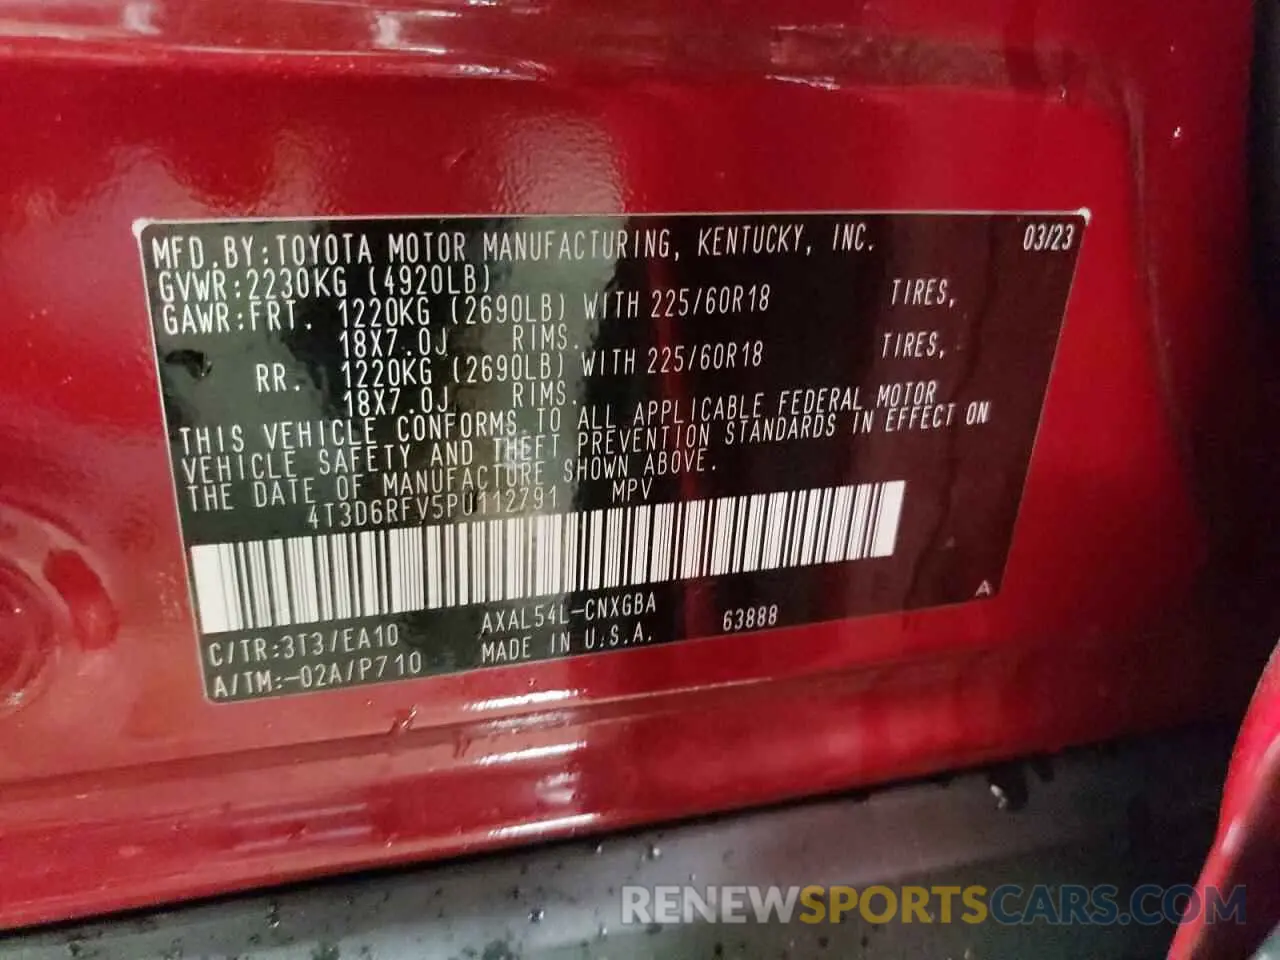 MFD.BY:TOYOTA MOTOR MANUFACTURING, KENTUCKY, INC. 03/23
GVWR:2230KG (4920LB)
GAWR:FRT. 1220KG (2690LB) WITH 225/60R18 TIRES,
18X7.0J RIMS.
RR. 1220KG (2690LB) WITH 225/60R18 TIRES,
18X7.0J RIMS.
THIS VEHICLE CONFORMS TO ALL APPLICABLE FEDERAL MOTOR
VEHICLE SAFETY AND THEFT PREVENTION STANDARDS IN EFFECT ON
THE DATE OF MANUFACTURE SHOWN ABOVE.
4T3D6RFV5PU112791 MPV
C/TR:3T3/EA10 AXAL54L-CNXGBA 63888 A
A/TM:-02A/P710 MADE IN U.S.A.
RENEWSPORTSCARS.COM